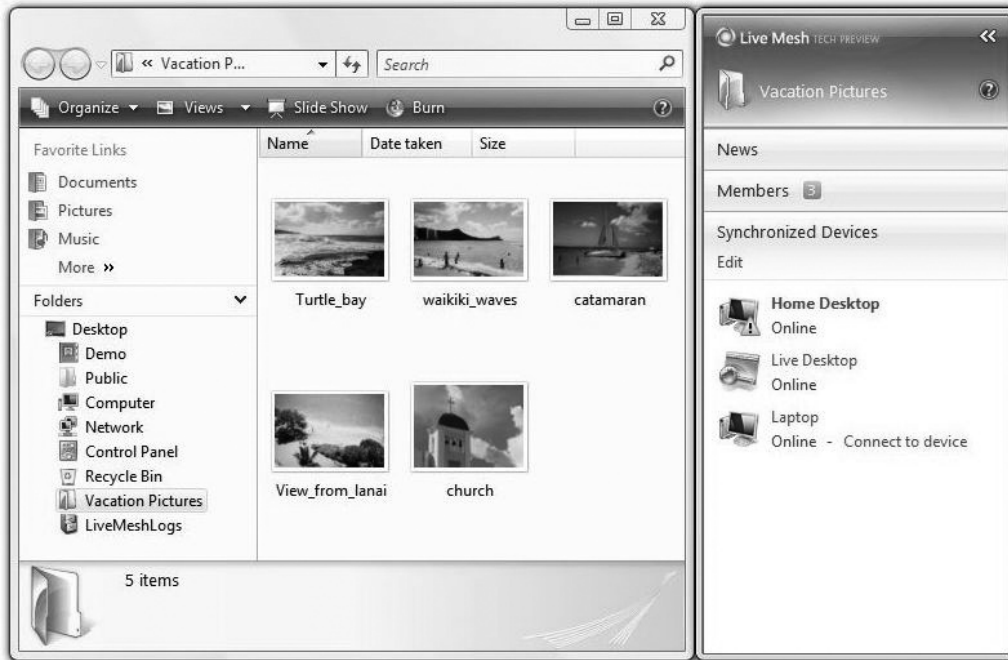 « Vacation P...
Search
Organize Views Slide Show Burn
Favorite Links
Documents
Pictures
Music
More »
Folders
Desktop
Demo
Public
Computer
Network
Control Panel
Recycle Bin
Vacation Pictures
LiveMeshLogs
Name Date taken Size
Turtle_bay waikiki_waves catamaran
View_from_lanai church
5 items
Live Mesh TECH PREVIEW
Vacation Pictures
News
Members 3
Synchronized Devices
Edit
Home Desktop
Online
Live Desktop
Online
Laptop
Online - Connect to device